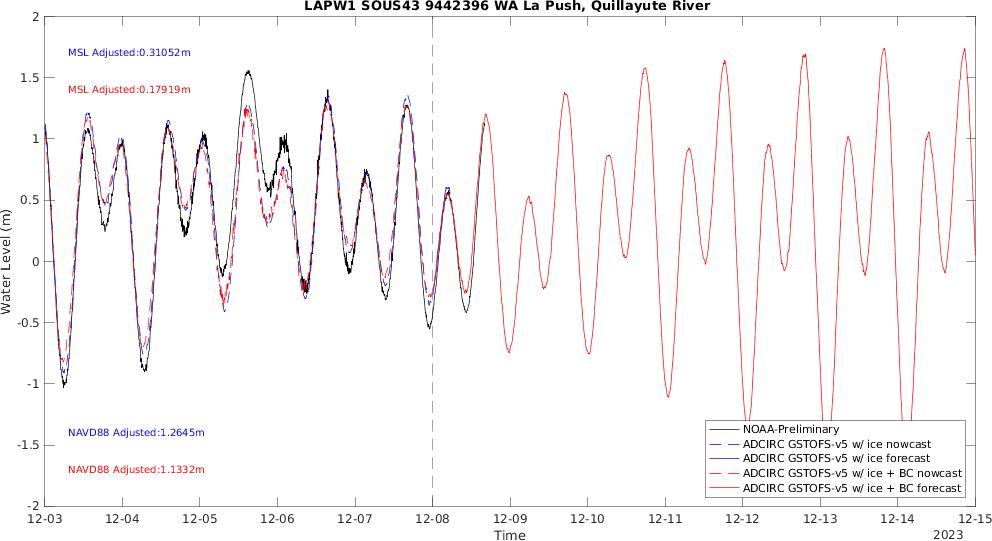 LAPW1 SOUS43 9442396 WA La Push, Quillayute River
2
1.5
1
0.5
0
-0.5
-1
-1.5
-2
Water Level (m)
MSL Adjusted:0.31052m
MSL Adjusted:0.17919m
NAVD88 Adjusted:1.2645m
NAVD88 Adjusted:1.1332m
NOAA-Preliminary
ADCIRC GSTOFS-v5 w/ ice nowcast
ADCIRC GSTOFS-v5 w/ ice forecast
ADCIRC GSTOFS-v5 w/ ice + BC nowcast
ADCIRC GSTOFS-v5 w/ ice + BC forecast
12-03 12-04 12-05 12-06 12-07 12-08 12-09 12-10 12-11 12-12 12-13 12-14 12-15
Time
2023